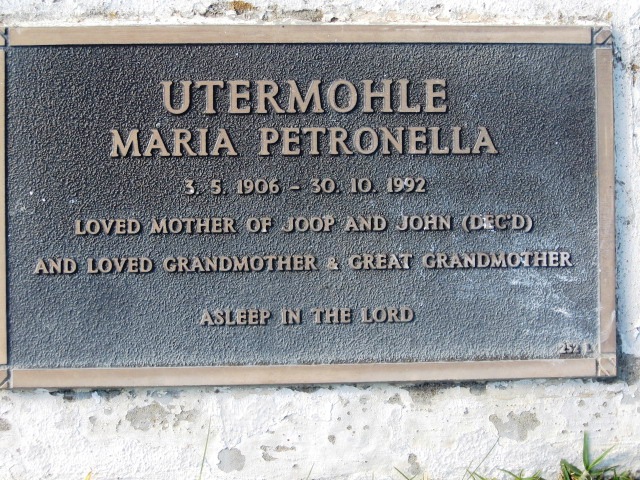 UTERMOHLE
MARIA PETRONELLA
3. 5. 1906 - 30. 10. 1992
LOVED MOTHER OF JOOP AND JOHN (DEC'D)
AND LOVED GRANDMOTHER & GREAT GRANDMOTHER
ASLEEP IN THE LORD